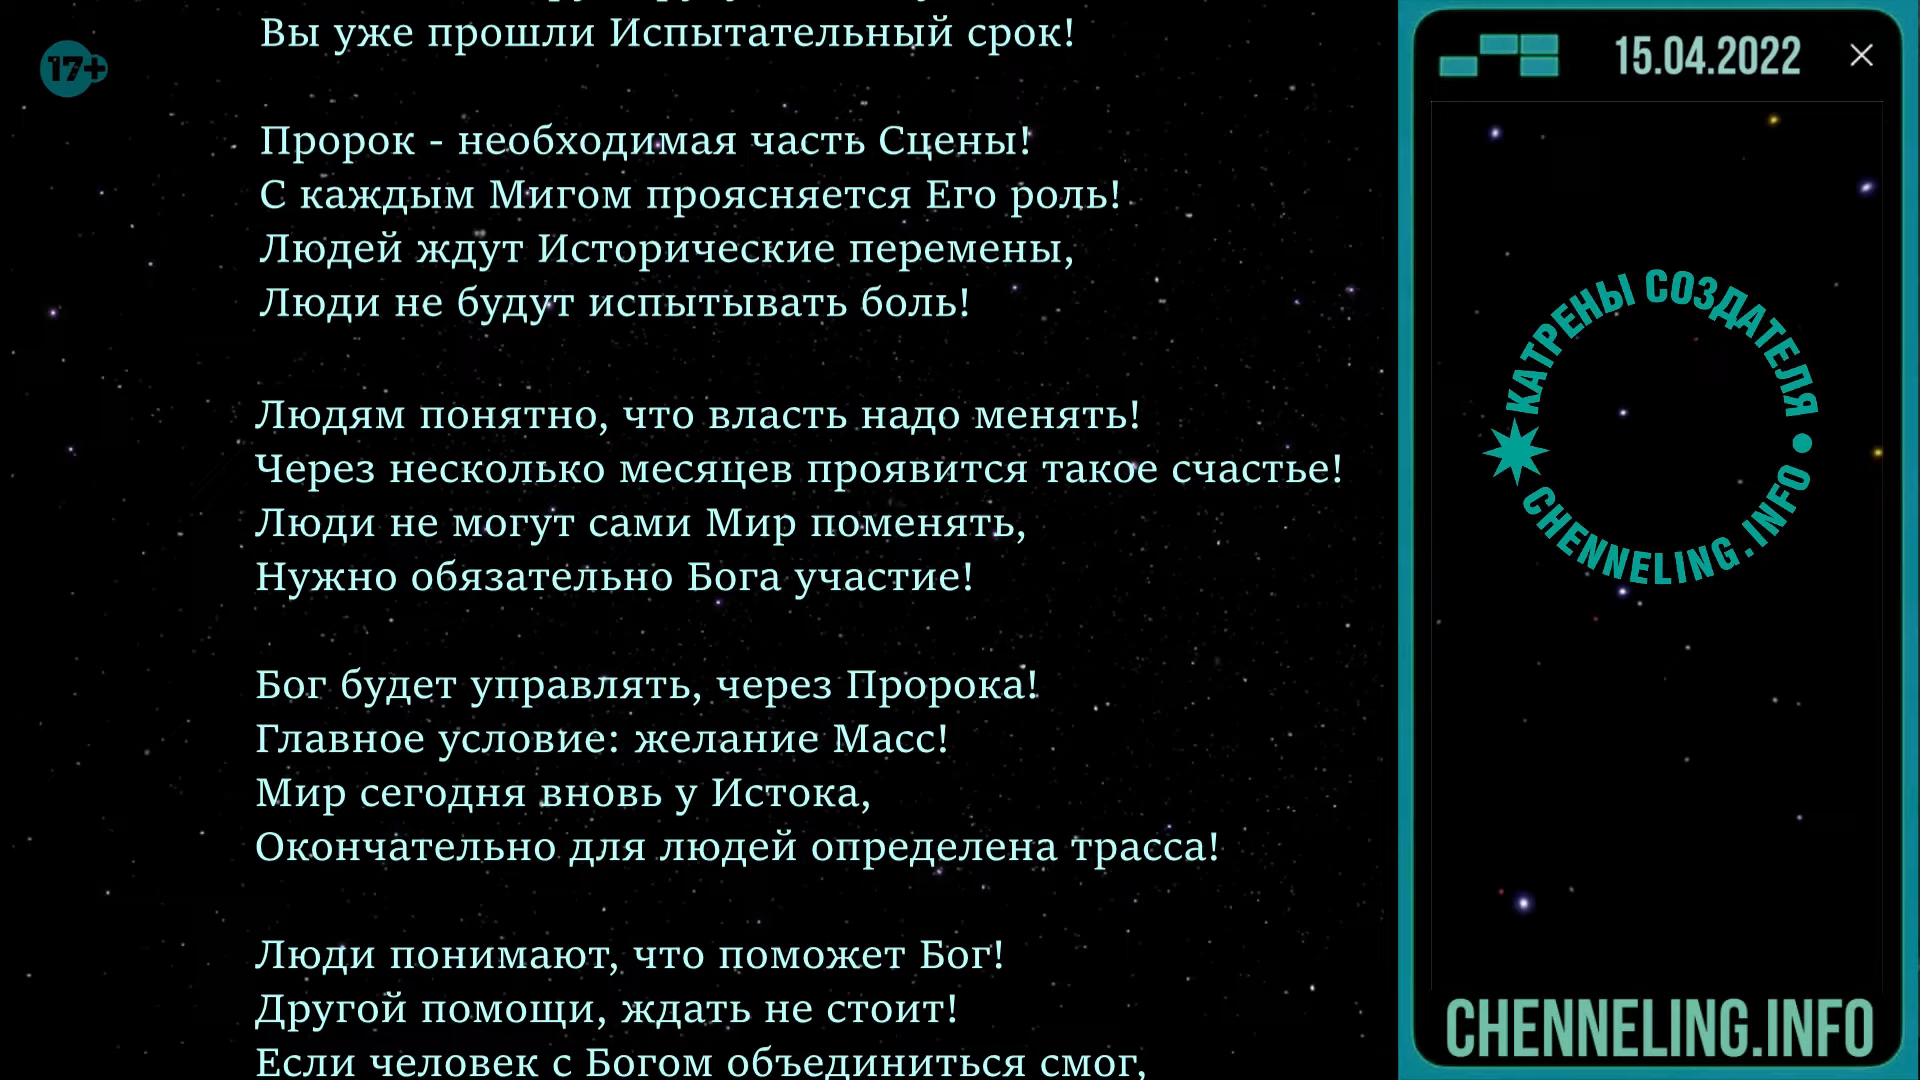 17+
Вы уже прошли Испытательный срок!
Пророк - необходимая часть Сцены!
С каждым Мигом проясняется Его роль!
Людей ждут Исторические перемены,
Люди не будут испытывать боль!
Людям понятно, что власть надо менять!
Через несколько месяцев проявится такое счастье!
Люди не могут сами Мир поменять,
Нужно обязательно Бога участие!
Бог будет управлять, через Пророка!
Главное условие: желание Масс!
Мир сегодня вновь у Истока,
Окончательно для людей определена трасса!
Люди понимают, что поможет Бог!
Другой помощи, ждать не стоит!
Если человек с Богом объединиться смог,
15.04.2022
КАТРЕНЫ СОЗДАТЕЛЯ
CHENNELING.INFO
CHENNELING.INFO